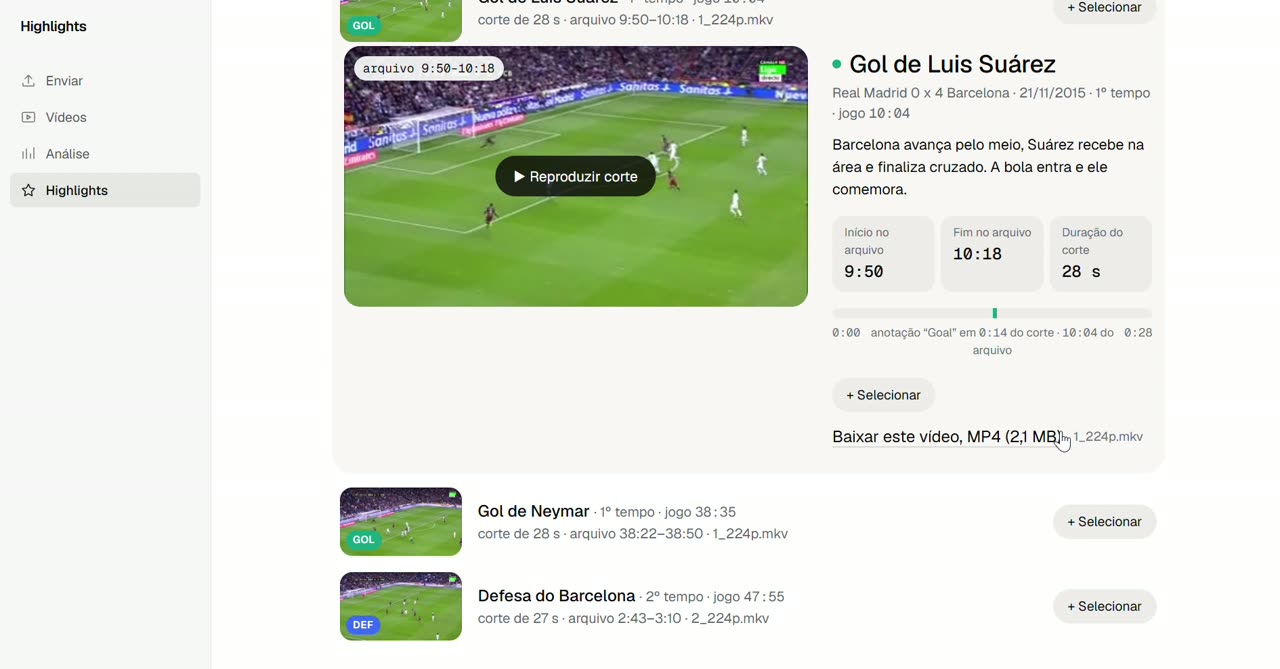 Highlights
Enviar
Vídeos
Análise
Highlights
GOL
corte de 28 s · arquivo 9:50–10:18 · 1_224p.mkv
+ Selecionar
arquivo 9:50–10:18
Sanitas
Sanitas
Sanitas
Reproduzir corte
Gol de Luis Suárez
Real Madrid 0 x 4 Barcelona · 21/11/2015 · 1º tempo
· jogo 10:04
Barcelona avança pelo meio, Suárez recebe na
área e finaliza cruzado. A bola entra e ele
comemora.
Início no
arquivo
9:50
Fim no arquivo
10:18
Duração do
corte
28 s
0:00 anotação “Goal” em 0:14 do corte · 10:04 do 0:28
arquivo
+ Selecionar
Baixar este vídeo, MP4 (2,1 MB) 1_224p.mkv
GOL
Gol de Neymar · 1º tempo · jogo 38:35
corte de 28 s · arquivo 38:22–38:50 · 1_224p.mkv
+ Selecionar
DEF
Defesa do Barcelona · 2º tempo · jogo 47:55
corte de 27 s · arquivo 2:43–3:10 · 2_224p.mkv
+ Selecionar